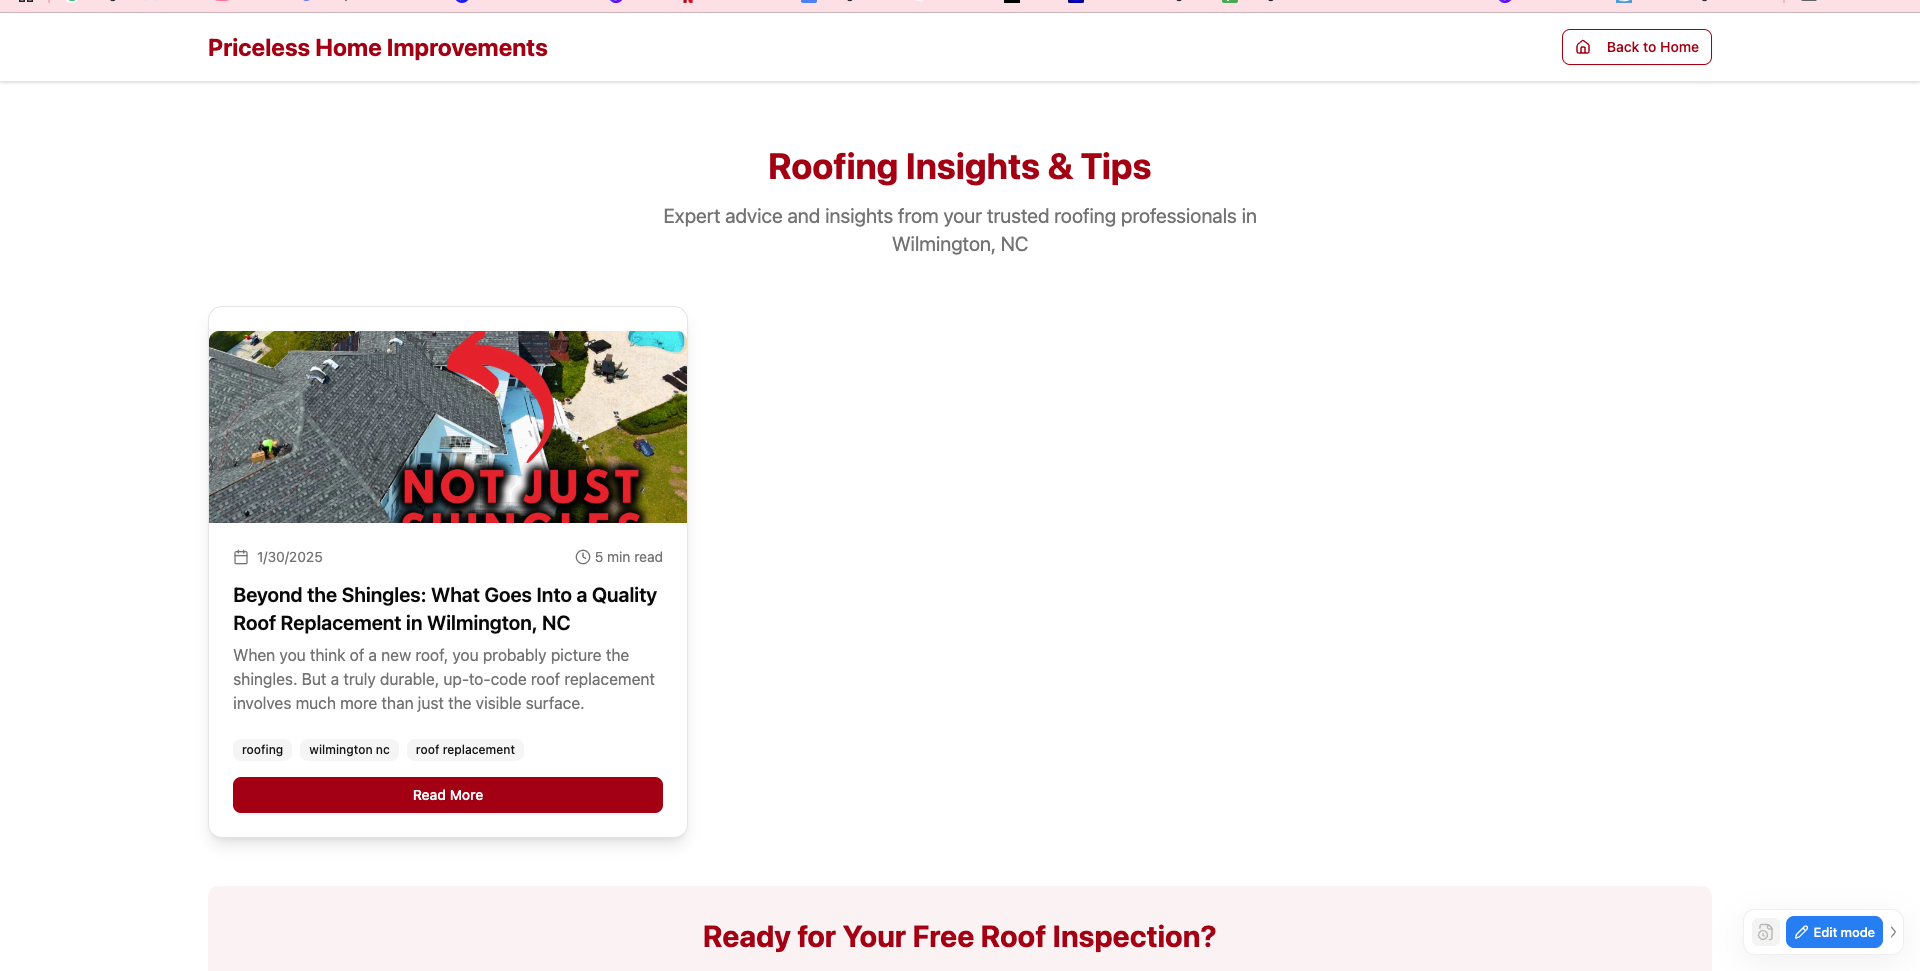 Priceless Home Improvements
Back to Home
Roofing Insights & Tips
Expert advice and insights from your trusted roofing professionals in
Wilmington, NC
NOT JUST
SHINGLES
1/30/2025
5 min read
Beyond the Shingles: What Goes Into a Quality
Roof Replacement in Wilmington, NC
When you think of a new roof, you probably picture the
shingles. But a truly durable, up-to-code roof replacement
involves much more than just the visible surface.
roofing
wilmington nc
roof replacement
Read More
Ready for Your Free Roof Inspection?
Edit mode